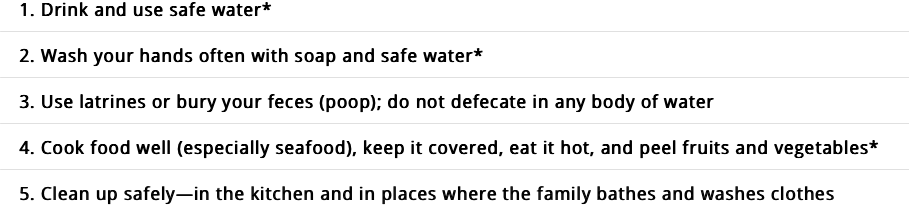 1. Drink and use safe water*
2. Wash your hands often with soap and safe water*
3. Use latrines or bury your feces (poop); do not defecate in any body of water
4. Cook food well (especially seafood), keep it covered, eat it hot, and peel fruits and vegetables*
5. Clean up safely—in the kitchen and in places where the family bathes and washes clothes